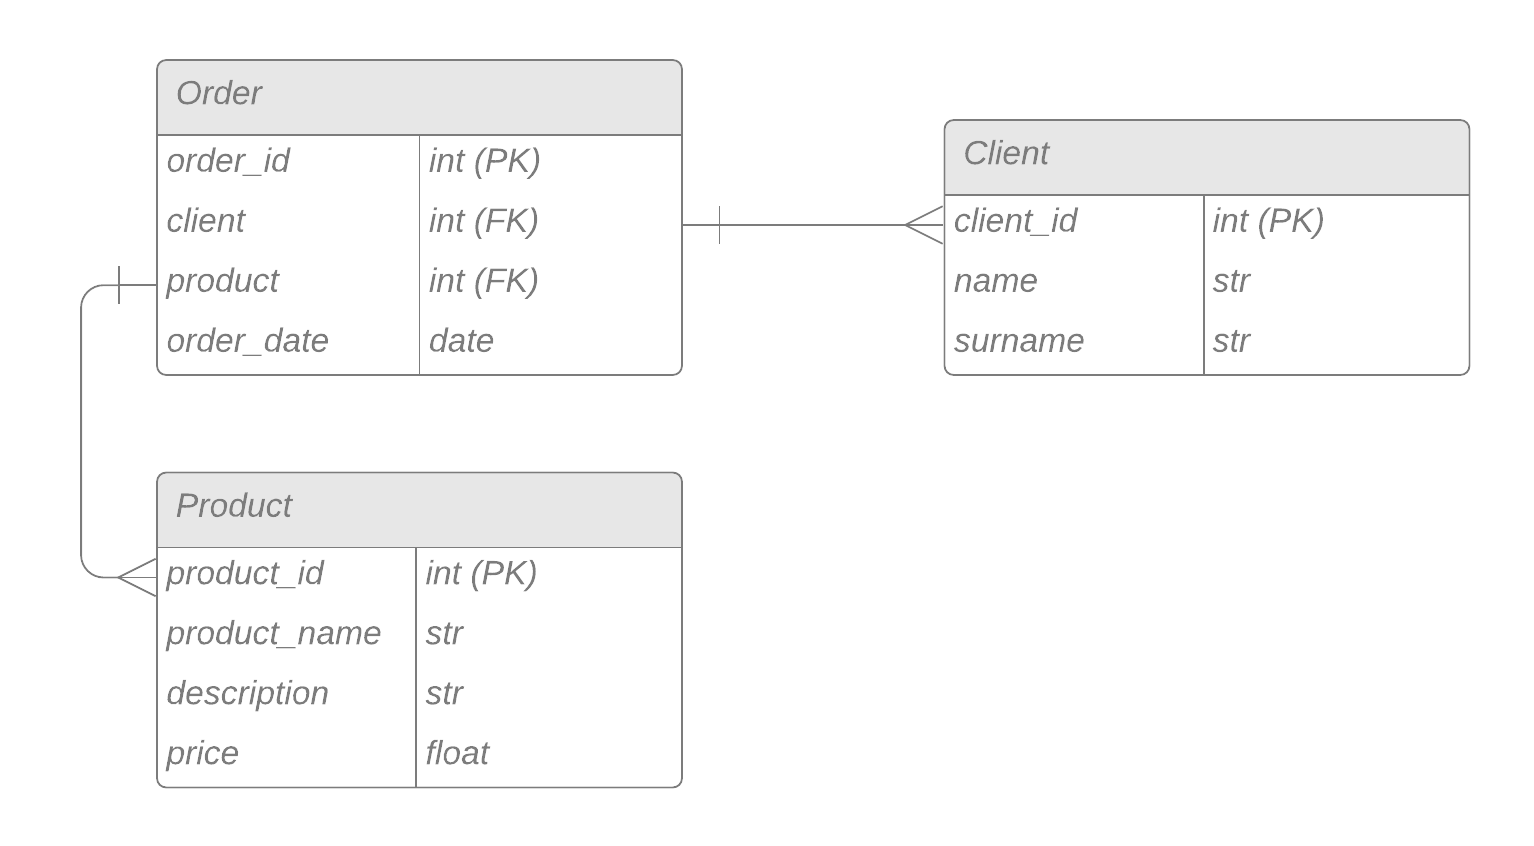 Order
order_id int (PK)
client int (FK)
product int (FK)
order_date date
Client
client_id int (PK)
name str
surname str
Product
product_id int (PK)
product_name str
description str
price float